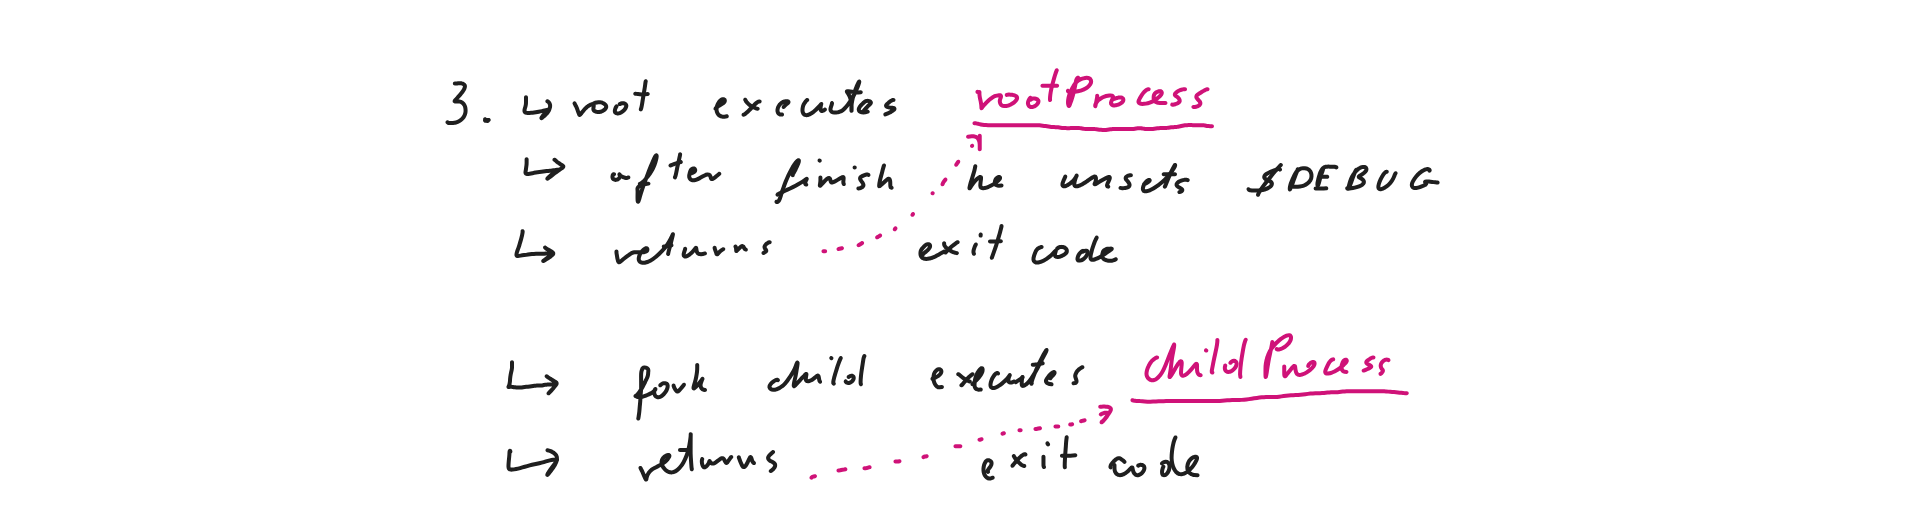 3. ↳ root executes rootProcess
↳ after finish he unsets $DEBUG
↳ returns exit code
↳ fork child executes childProcess
↳ returns exit code